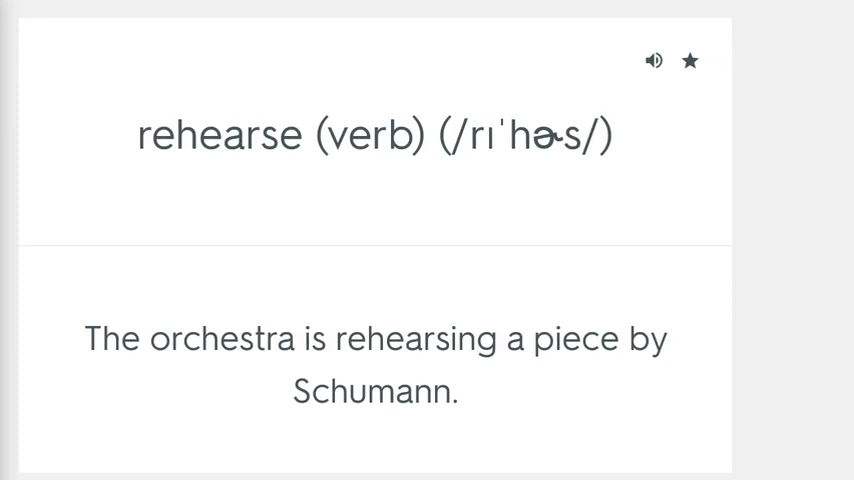 rehearse (verb) (/rɪˈhɚs/)
The orchestra is rehearsing a piece by
Schumann.